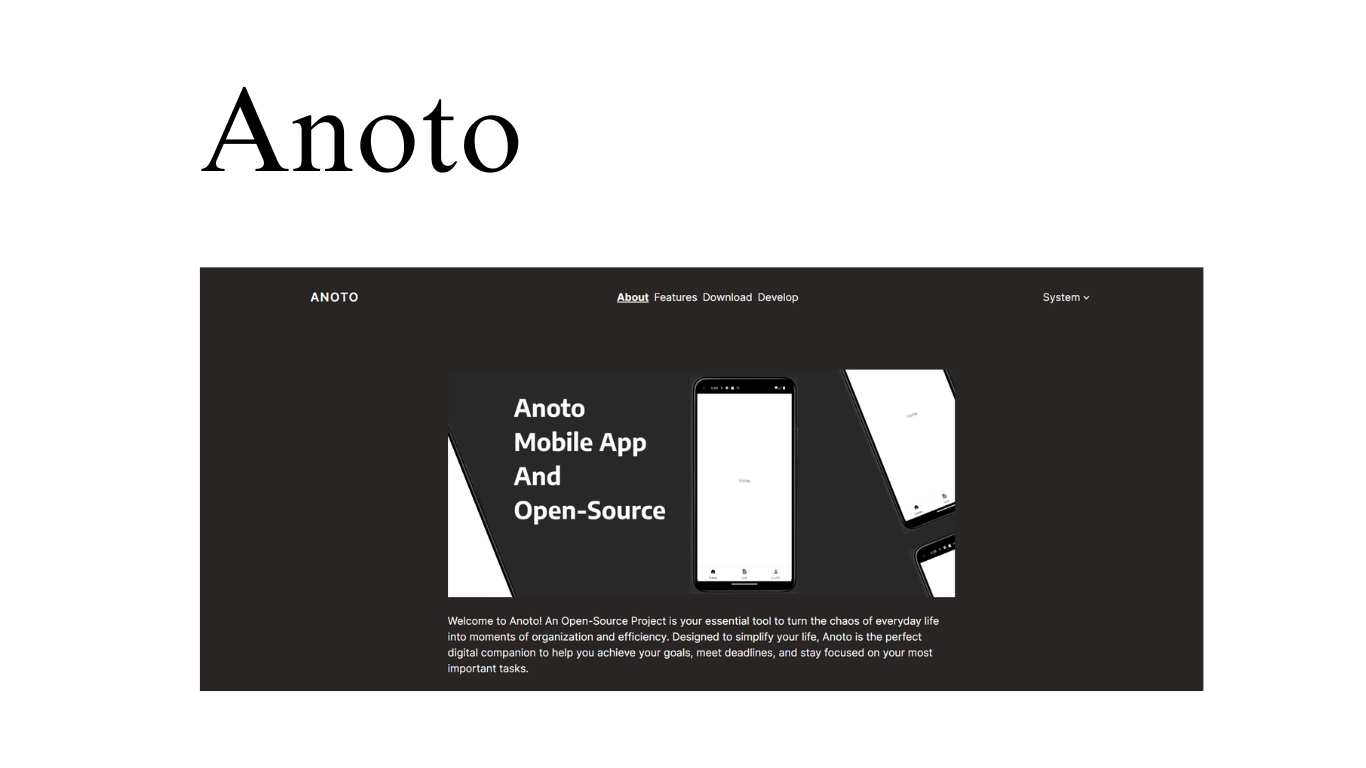 Anoto
ANOTO
About Features Download Develop
System
Anoto
Mobile App
And
Open-Source
Home
Home
Welcome to Anoto! An Open-Source Project is your essential tool to turn the chaos of everyday life
into moments of organization and efficiency. Designed to simplify your life, Anoto is the perfect
digital companion to help you achieve your goals, meet deadlines, and stay focused on your most
important tasks.